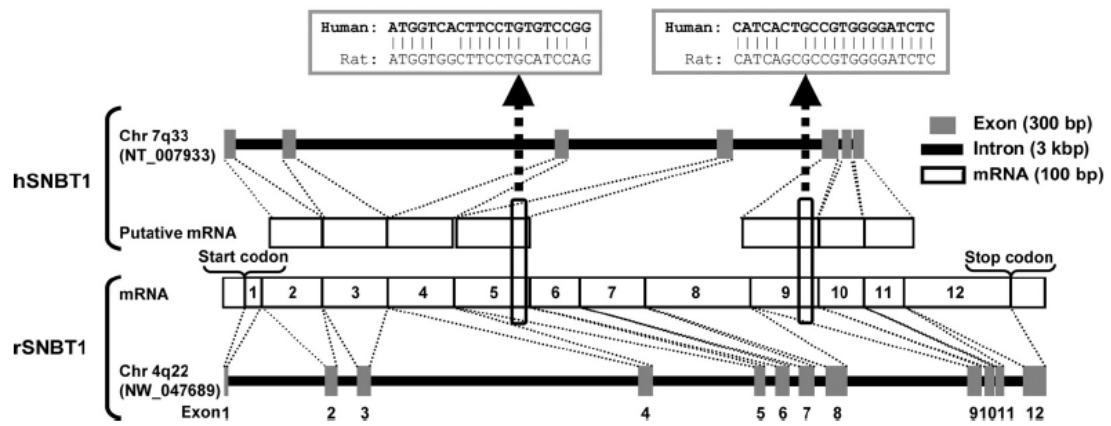 Human: ATGGTCACTTCCTGTGTCCGG
Rat: ATGGTGGCTTCCTGCATCCAG
Human: CATCACTGCCGTGGGGATCTC
Rat: CATCAGCGCCGTGGGGATCTC
hSNBT1
Chr 7q33
(NT_007933)
Exon (300 bp)
Intron (3 kbp)
mRNA (100 bp)
Putative mRNA
Start codon
Stop codon
rSNBT1
mRNA
1 2 3 4 5 6 7 8 9 10 11 12
Chr 4q22
(NW_047689)
Exon1 2 3 4 5 6 7 8 9 10 11 12